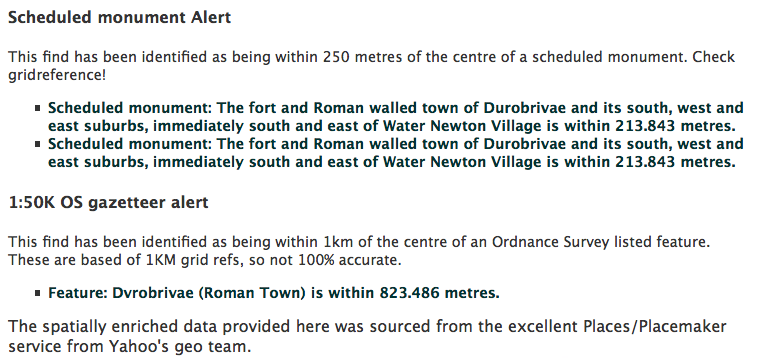 Scheduled monument Alert
This find has been identified as being within 250 metres of the centre of a scheduled monument. Check
gridreference!
Scheduled monument: The fort and Roman walled town of Durobrivae and its south, west and
east suburbs, immediately south and east of Water Newton Village is within 213.843 metres.
Scheduled monument: The fort and Roman walled town of Durobrivae and its south, west and
east suburbs, immediately south and east of Water Newton Village is within 213.843 metres.
1:50K OS gazetteer alert
This find has been identified as being within 1km of the centre of an Ordnance Survey listed feature.
These are based of 1KM grid refs, so not 100% accurate.
Feature: Dvrobrivae (Roman Town) is within 823.486 metres.
The spatially enriched data provided here was sourced from the excellent Places/Placemaker
service from Yahoo's geo team.